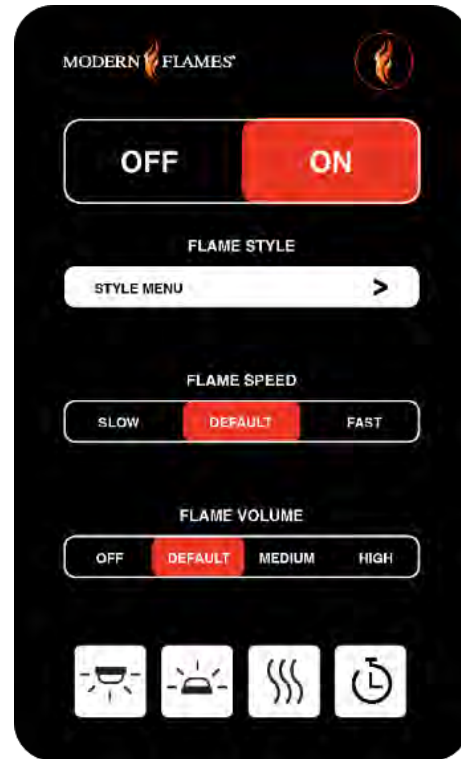 MODERN FLAMES®
OFF ON
FLAME STYLE
STYLE MENU >
FLAME SPEED
SLOW DEFAULT FAST
FLAME VOLUME
OFF DEFAULT MEDIUM HIGH